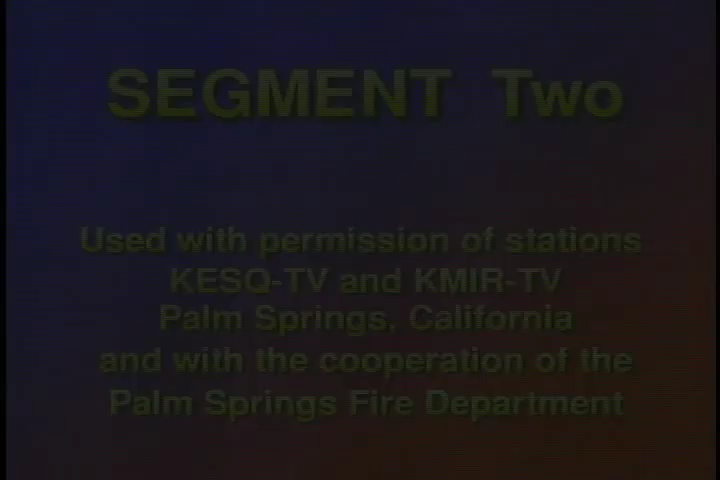 SEGMENT Two
Used with permission of stations
KESQ-TV and KMIR-TV
Palm Springs, California
and with the cooperation of the
Palm Springs Fire Department